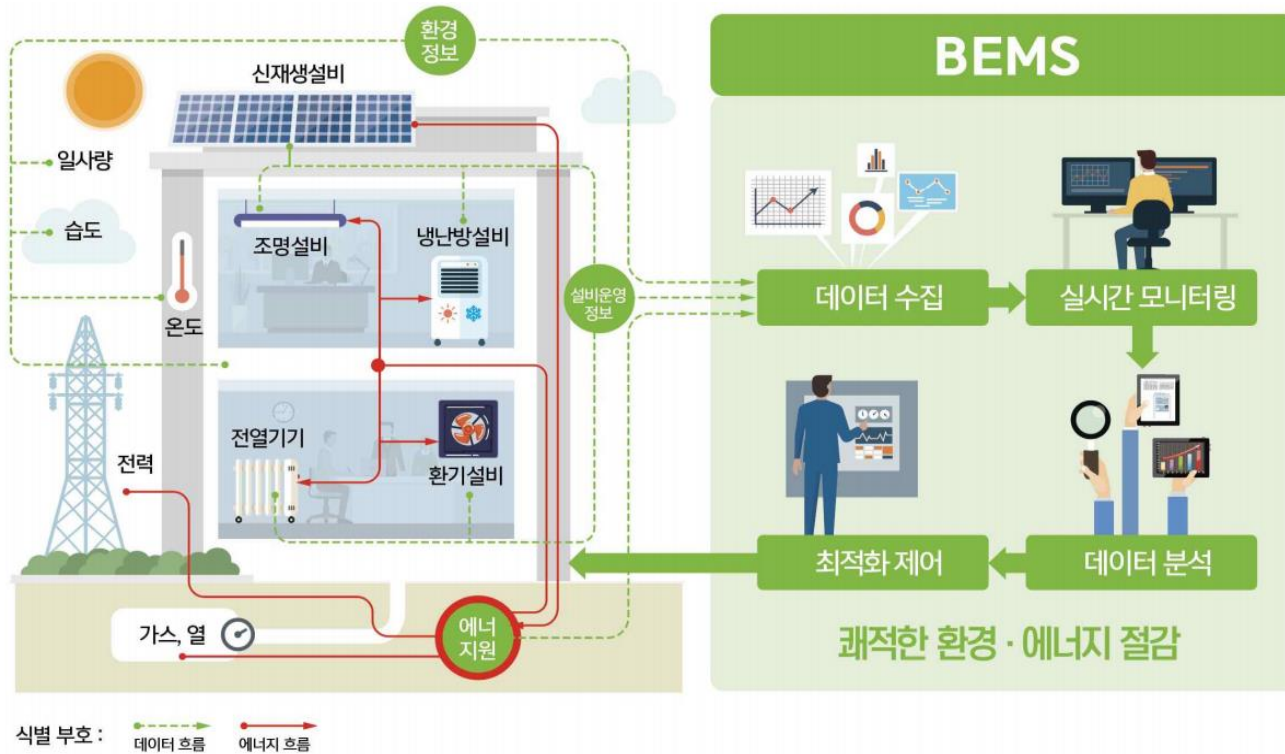 환경
정보
BEMS
신재생설비
일사량
습도
조명설비
냉난방설비
온도
설비운영
정보
데이터 수집
실시간 모니터링
전열기기
환기설비
전력
최적화 제어
데이터 분석
가스, 열
에너
지원
쾌적한 환경 · 에너지 절감
식별 부호 :
데이터 흐름
에너지 흐름